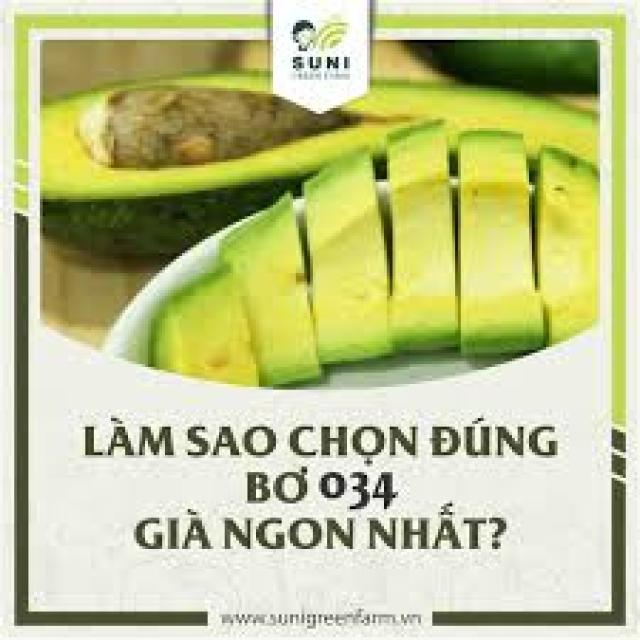 SUNI
LÀM SAO CHỌN ĐÚNG
BƠ 034
GIÀ NGON NHẤT?
www.sunigreenfarm.vn